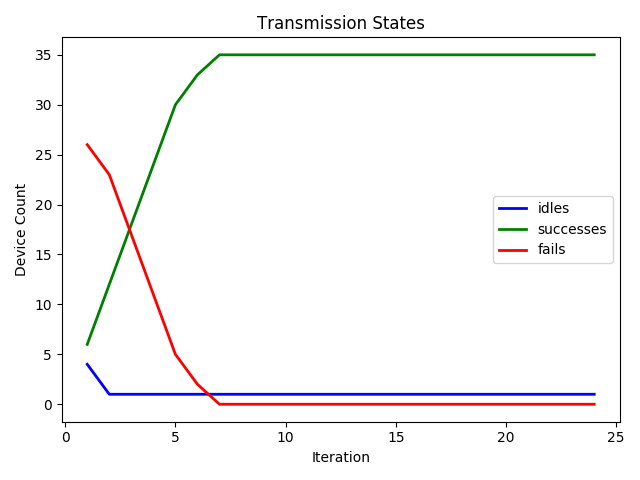 Transmission States
Device Count
35
30
25
20
15
10
5
0
idles
successes
fails
0 5 10 15 20 25
Iteration